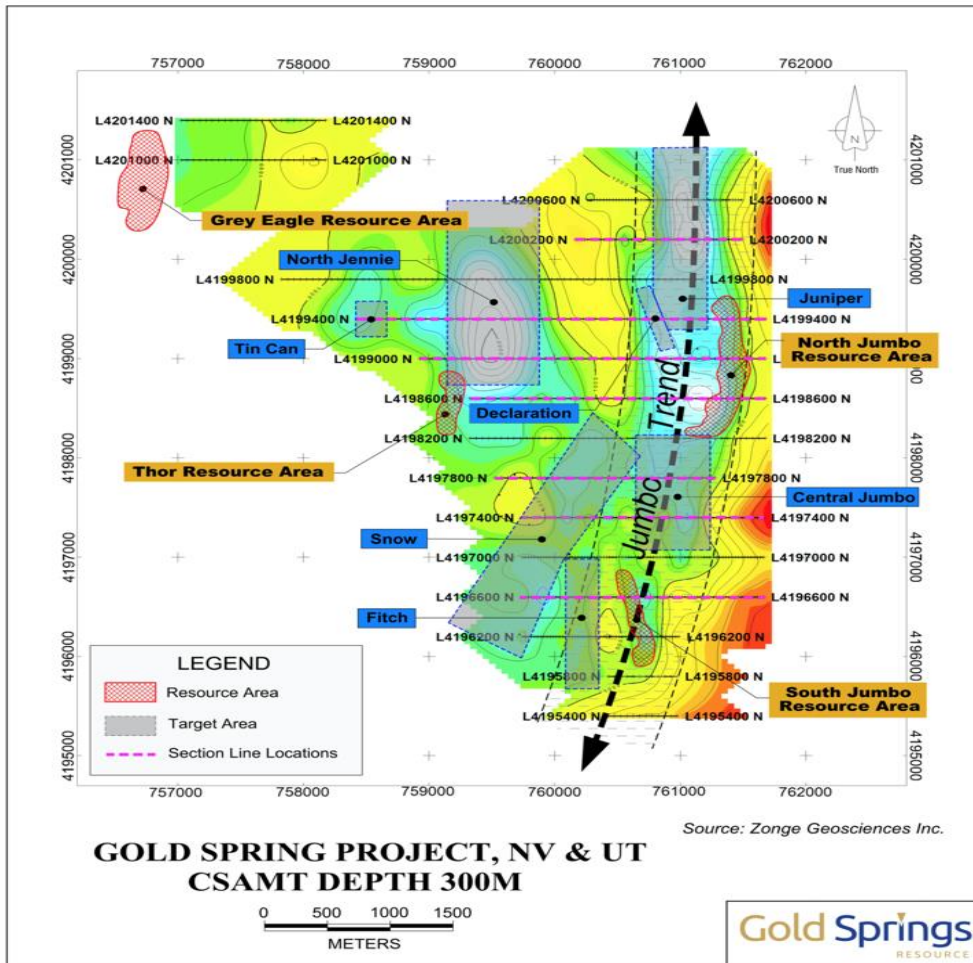 757000 758000 759000 760000 761000 762000
L4201400 N L4201400 N
4201000 L4201000 N L4201000 N 4201000
True North
Grey Eagle Resource Area
L4200600 N L4200600 N
L4200200 N L4200200 N
4200000 North Jennie 4200000
L4199800 N L4199800 N
Juniper
L4199400 N L4199400 N
Tin Can
North Jumbo
Resource Area
4199000 L4199000 N
L4198600 N L4198600 N
Declaration
Jumbo Trend
L4198200 N L4198200 N
4198000 4198000
Thor Resource Area
L4197800 N L4197800 N
Central Jumbo
L4197400 N L4197400 N
Snow
4197000 L4197000 N L4197000 N 4197000
L4196600 N L4196600 N
Fitch
L4196200 N L4196200 N
4196000 4196000
L4195800 N L4195800 N
South Jumbo
Resource Area
L4195400 N L4195400 N
4195000 4195000
LEGEND
Resource Area
Target Area
Section Line Locations
757000 758000 759000 760000 761000 762000
Source: Zonge Geosciences Inc.
GOLD SPRING PROJECT, NV & UT
CSAMT DEPTH 300M
0 500 1000 1500
METERS
Gold Springs
RESOURCE